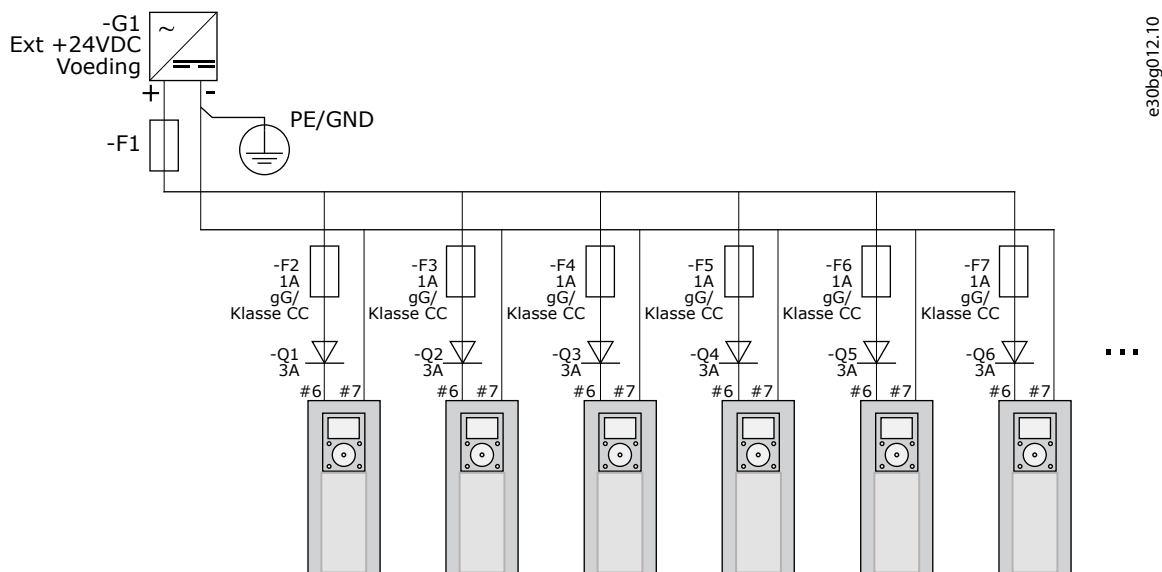 -G1
Ext +24VDC
Voeding
+ -
PE/GND
-F1
e30bg012.10
-F2
1A
gG/
Klasse CC
-F3
1A
gG/
Klasse CC
-F4
1A
gG/
Klasse CC
-F5
1A
gG/
Klasse CC
-F6
1A
gG/
Klasse CC
-F7
1A
gG/
Klasse CC
-Q1
3A
-Q2
3A
-Q3
3A
-Q4
3A
-Q5
3A
-Q6
3A
...
#6 #7
#6 #7
#6 #7
#6 #7
#6 #7
#6 #7